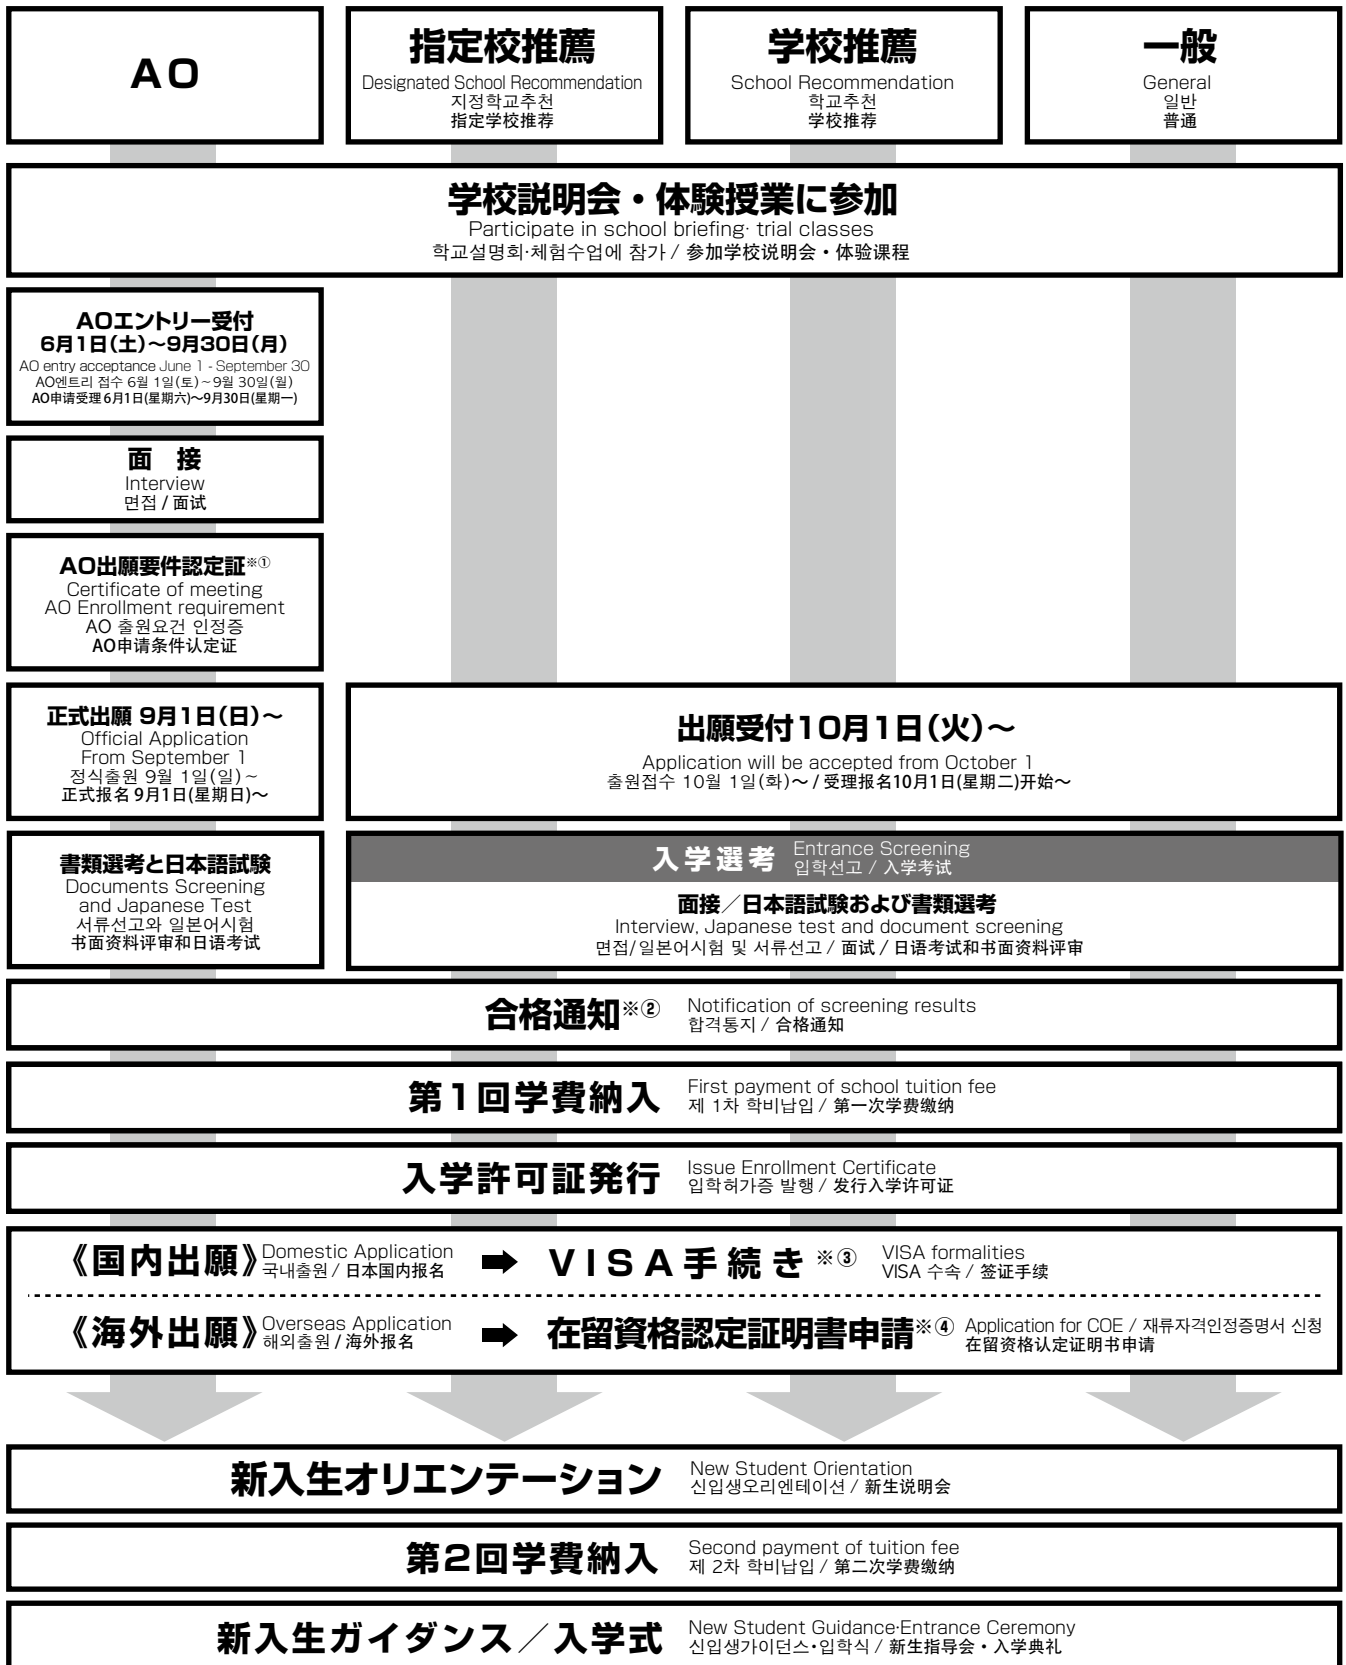 AO
指定校推薦
Designated School Recommendation
지정학교추천
指定学校推荐
学校推薦
School Recommendation
학교추천
学校推荐
一般
General
일반
普通
学校説明会・体験授業に参加
Participate in school briefing· trial classes
학교설명회·체험수업에 참가 / 参加学校说明会・体验课程
AOエントリー受付
6月1日(土)～9月30日(月)
AO entry acceptance June 1 - September 30
AO엔트리 접수 6월 1일(토)~9월 30일(월)
AO申请受理6月1日(星期六)～9月30日(星期一)
面 接
Interview
면접 / 面试
AO出願要件認定証※①
Certificate of meeting
AO Enrollment requirement
AO 출원요건 인정증
AO申请条件认定证
正式出願 9月1日(日)～
Official Application
From September 1
정식출원 9월 1일(일)~
正式报名 9月1日(星期日)～
出願受付10月1日(火)～
Application will be accepted from October 1
출원접수 10월 1일(화)～ / 受理报名10月1日(星期二)开始～
書類選考と日本語試験
Documents Screening
and Japanese Test
서류선고와 일본어시험
书面资料评审和日语考试
入学選考 Entrance Screening
입학선고 / 入学考试
面接／日本語試験および書類選考
Interview, Japanese test and document screening
면접/일본어시험 및 서류선고 / 面试 / 日语考试和书面资料评审
合格通知※② Notification of screening results
합격통지 / 合格通知
第1回学費納入 First payment of school tuition fee
제 1차 학비납입 / 第一次学费缴纳
入学許可証発行 Issue Enrollment Certificate
입학허가증 발행 / 发行入学许可证
《国内出願》 Domestic Application ➡ VISA手続き※③ VISA formalities
국내출원 / 日本国内报名 VISA 수속 / 签证手续
《海外出願》 Overseas Application ➡ 在留資格認定証明書申請※④ Application for COE / 재류자격인정증명서 신청
해외출원 / 海外报名 在留资格认定证明书申请
新入生オリエンテーション New Student Orientation
신입생오리엔테이션 / 新生说明会
第2回学費納入 Second payment of tuition fee
제 2차 학비납입 / 第二次学费缴纳
新入生ガイダンス／入学式 New Student Guidance·Entrance Ceremony
신입생가이던스・입학식 / 新生指导会・入学典礼